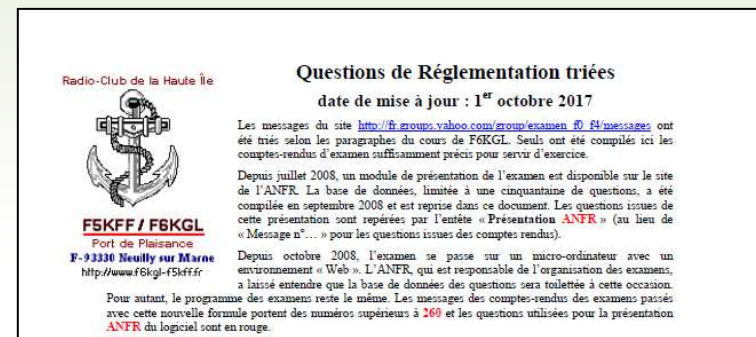 Radio-Club de la Haute Île
F5KFF / F6KGL
Port de Plaisance
F-93330 Neuilly sur Marne
http://www.f6kgl-f5kff.fr
Questions de Réglementation triées
date de mise à jour : 1er octobre 2017
Les messages du site http://fr.groups.yahoo.com/group/examen_f0_f4/messages ont
été triés selon les paragraphes du cours de F6KGL. Seuls ont été compilés ici les
comptes-rendus d'examen suffisamment précis pour servir d'exercice.
Depuis juillet 2008, un module de présentation de l'examen est disponible sur le site
de l'ANFR. La base de données, limitée à une cinquantaine de questions, a été
compilée en septembre 2008 et est reprise dans ce document. Les questions issues de
cette présentation sont repérées par l'entête « Présentation ANFR » (au lieu de
« Message n°… » pour les questions issues des comptes rendus).
Depuis octobre 2008, l'examen se passe sur un micro-ordinateur avec un
environnement « Web ». L'ANFR, qui est responsable de l'organisation des examens,
a laissé entendre que la base de données des questions sera toilettée à cette occasion.
Pour autant, le programme des examens reste le même. Les messages des comptes-rendus des examens passés
avec cette nouvelle formule portent des numéros supérieurs à 260 et les questions utilisées pour la présentation
ANFR du logiciel sont en rouge.